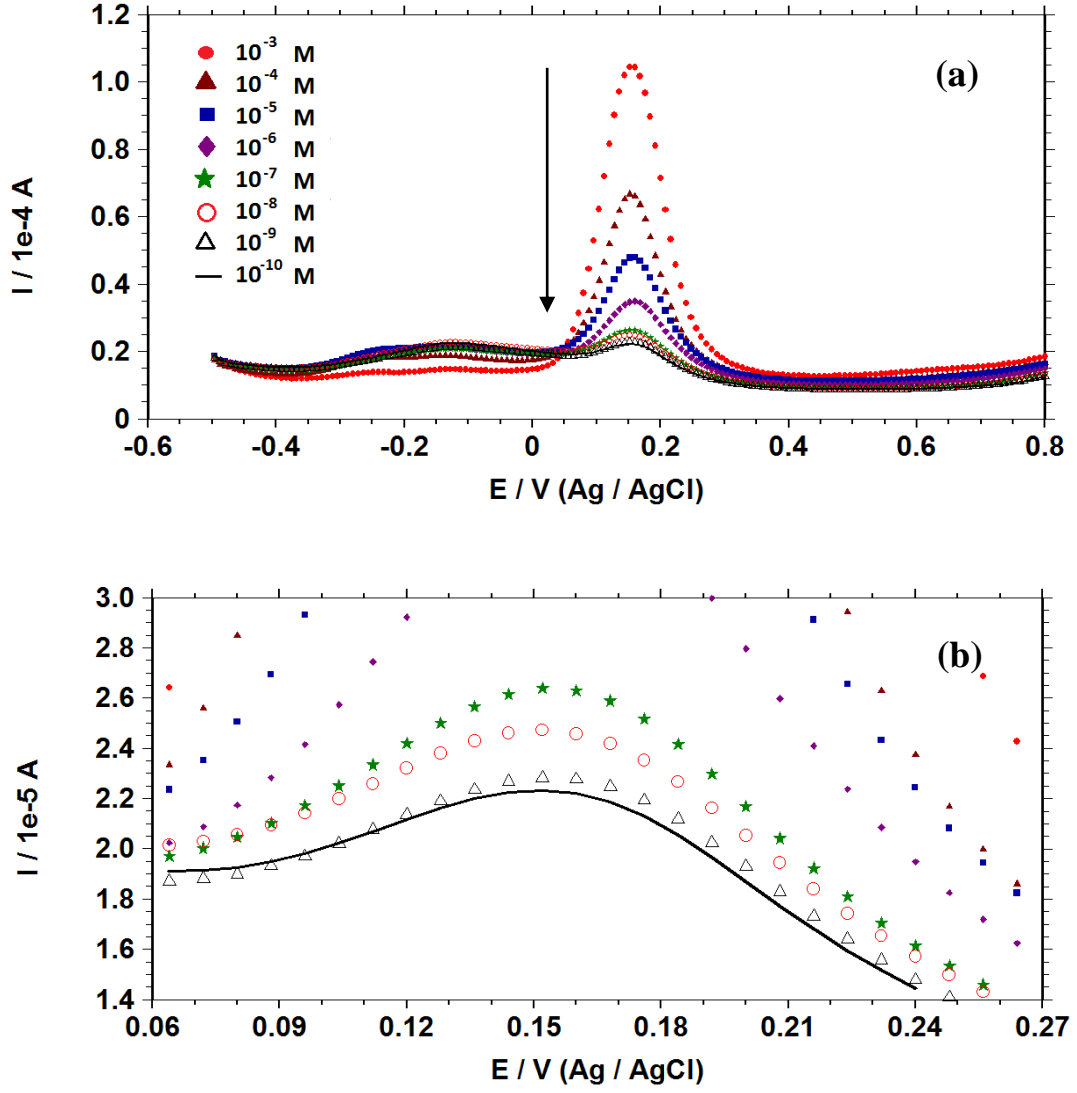 (a)
I / 1e-4 A
1.2
1.0
0.8
0.6
0.4
0.2
0
10⁻³ M
10⁻⁴ M
10⁻⁵ M
10⁻⁶ M
10⁻⁷ M
10⁻⁸ M
10⁻⁹ M
10⁻¹⁰ M
-0.6 -0.4 -0.2 0 0.2 0.4 0.6 0.8
E / V (Ag / AgCl)
(b)
I / 1e-5 A
3.0
2.8
2.6
2.4
2.2
2.0
1.8
1.6
1.4
0.06 0.09 0.12 0.15 0.18 0.21 0.24 0.27
E / V (Ag / AgCl)